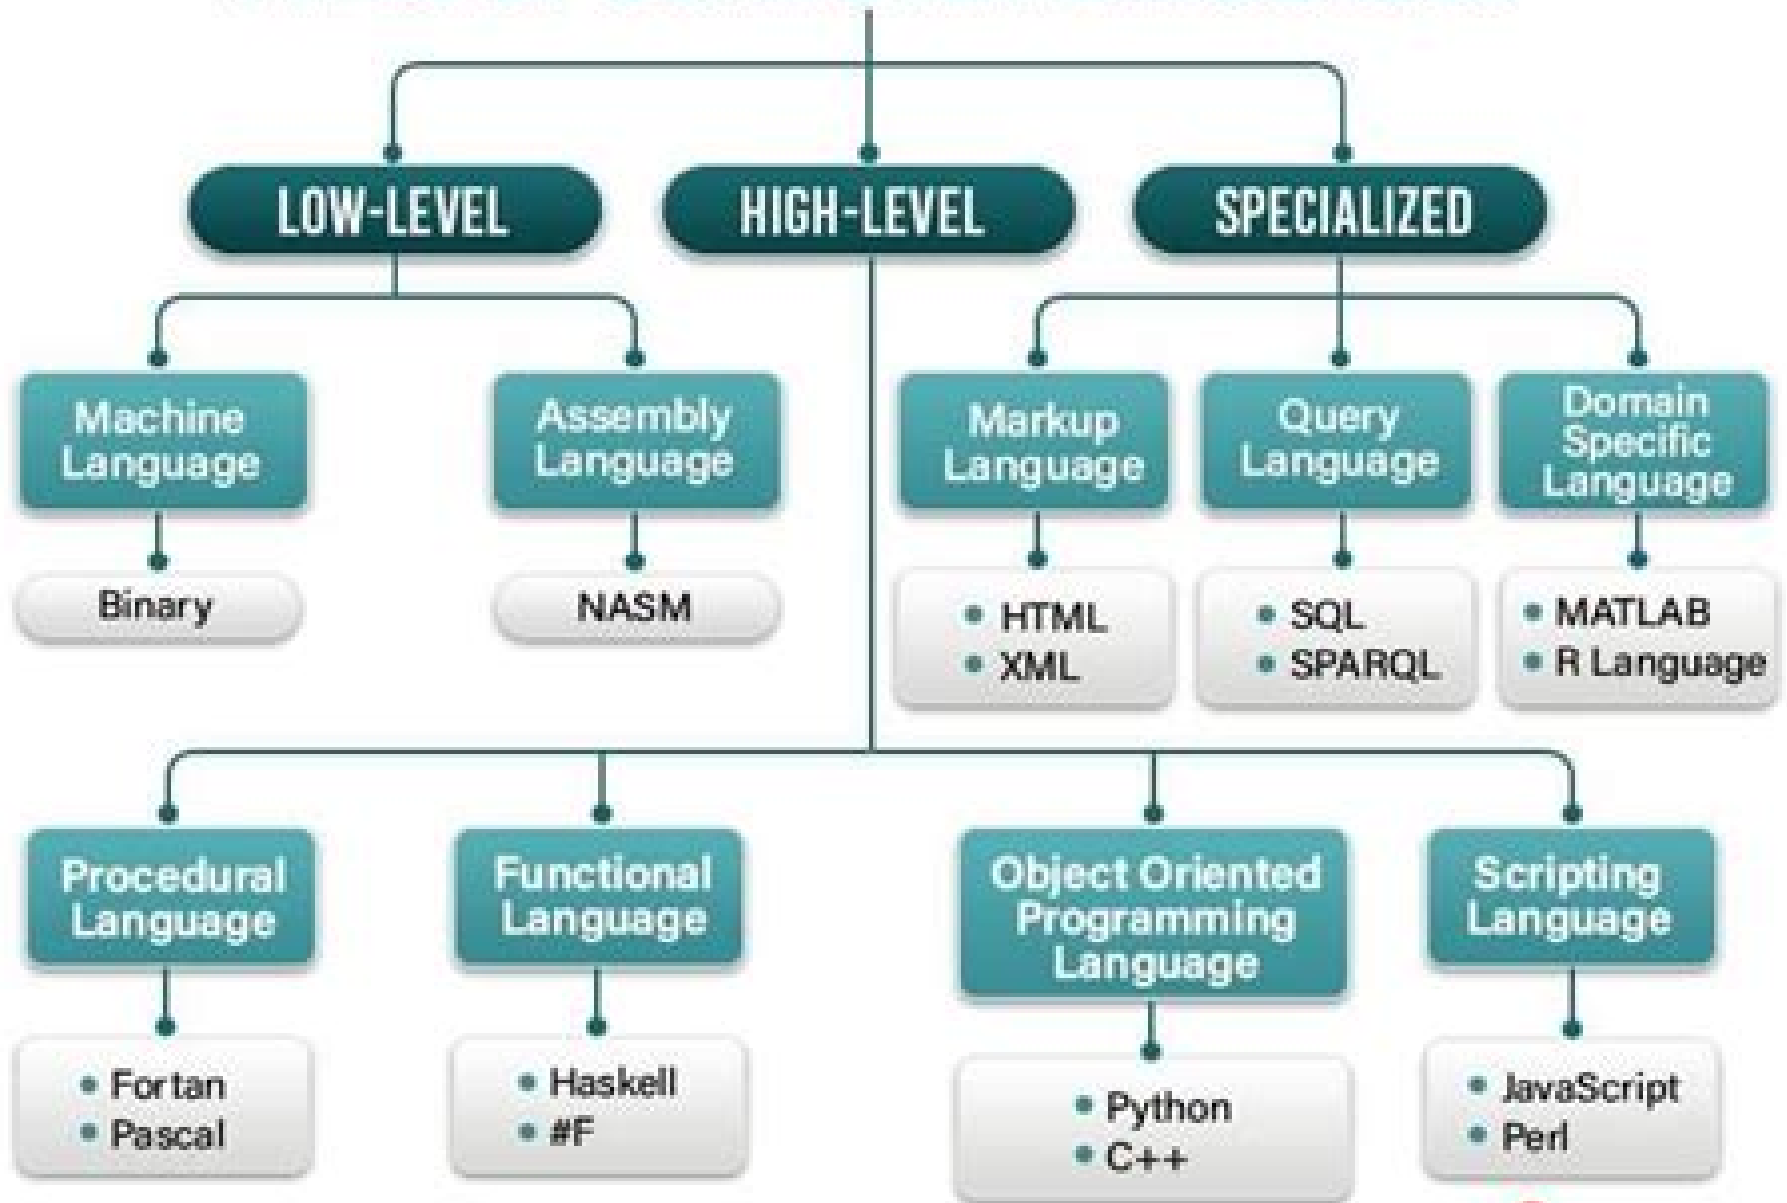 LOW-LEVEL
HIGH-LEVEL
SPECIALIZED
Machine
Language
Assembly
Language
Markup
Language
Query
Language
Domain
Specific
Language
Binary
NASM
HTML
XML
SQL
SPARQL
MATLAB
R Language
Procedural
Language
Functional
Language
Object Oriented
Programming
Language
Scripting
Language
Fortan
Pascal
Haskell
#F
Python
C++
JavaScript
Perl